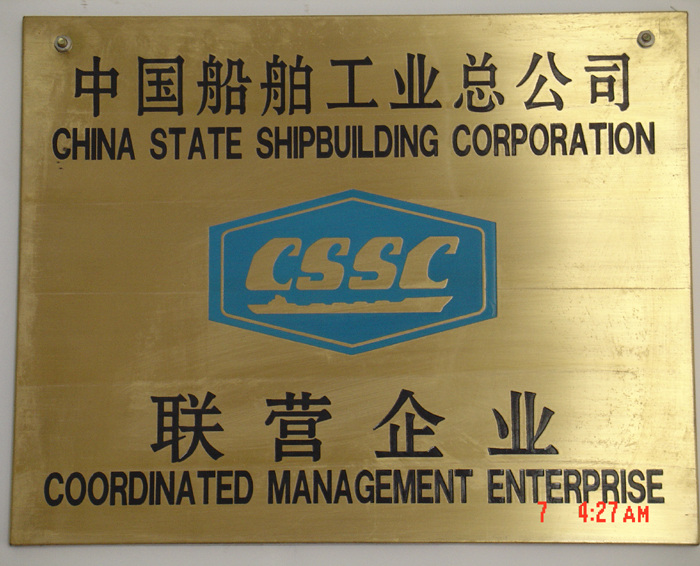 中国船舶工业总公司
CHINA STATE SHIPBUILDING CORPORATION
CSSC
联营企业
COORDINATED MANAGEMENT ENTERPRISE
7 4:27AM